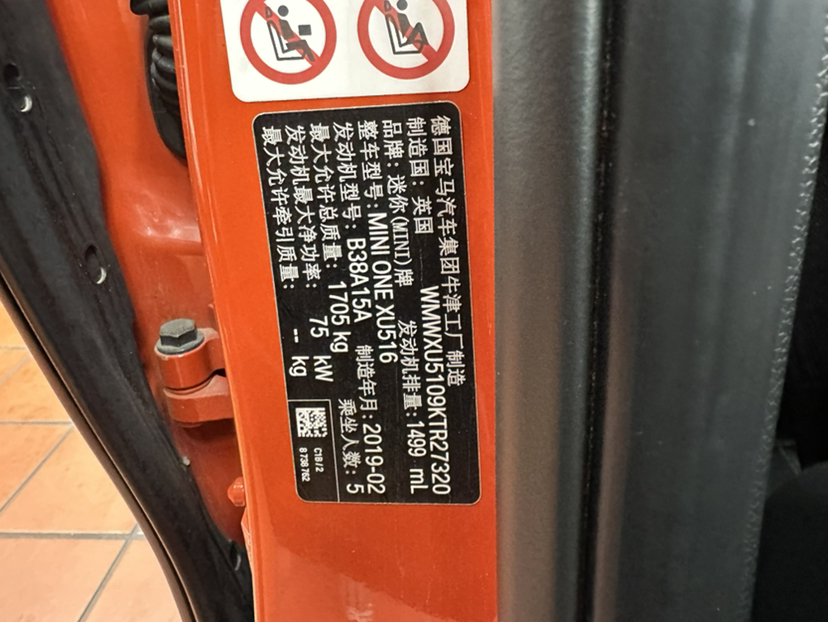 德国宝马汽车集团牛津工厂 制造
制造国：英国 WMWXU5109KTR27320
品牌：迷你(MINI)牌 发动机排量：1499 mL
整车型号：MINI ONE XU516
发动机型号：B38A15A 制造年月：2019-02
最大允许总质量：1705 kg 乘坐人数：5
发动机最大净功率：75 kW
最大允许牵引质量：-- kg
C1B/2
8 738 762